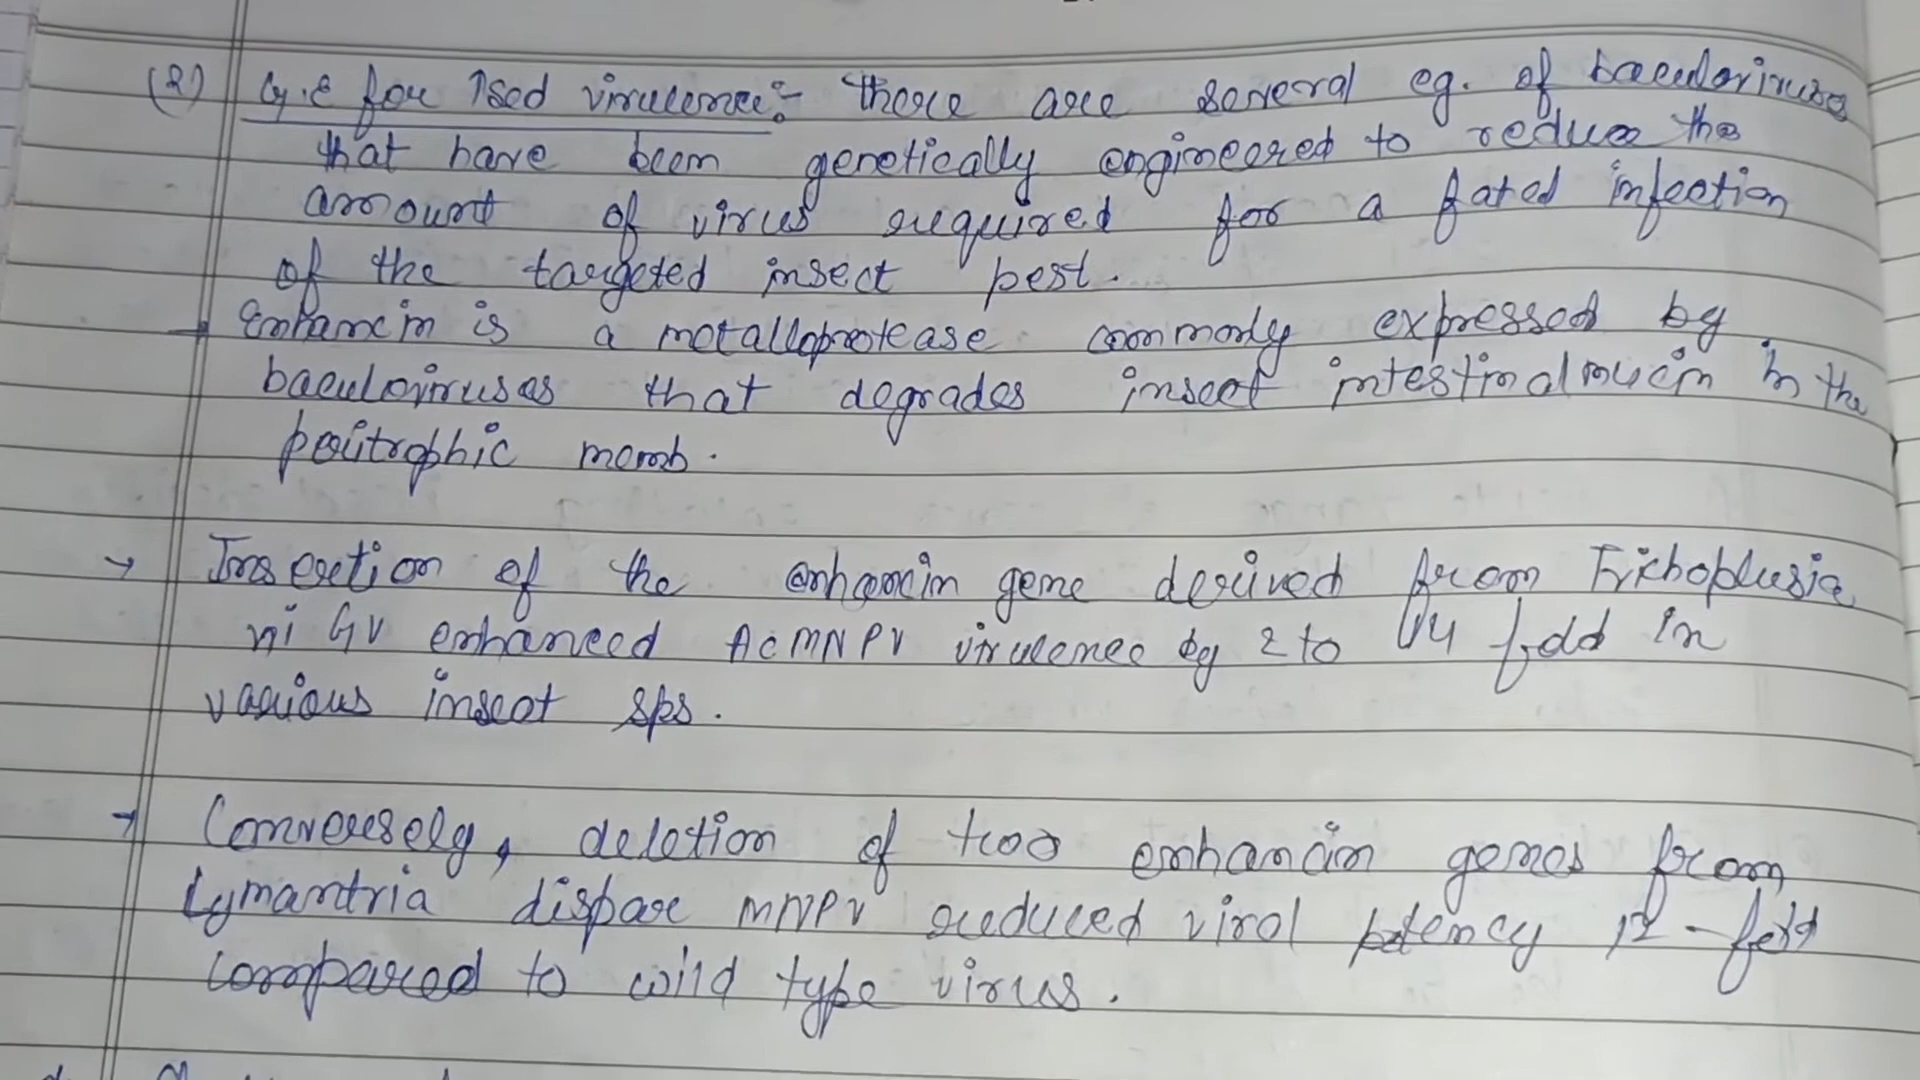 (2) G.E for ↑sed virulence:- there are several eg. of baculoviruses
that have been genetically engineered to reduce the
amount of virus required for a fated infection
of the targeted insect pest.
→ Enhancin is a metalloprotease commonly expressed by
baculoviruses that degrades insect intestinal mucin in the
peritrophic memb.
→ Insertion of the enhancin gene derived from Trichoplusia
ni GV enhanced AcMNPV virulence by 2 to 14 fold in
various insect sps.
→ Conversely, deletion of two enhancin genes from
Lymantria dispar MNPV reduced viral potency 12-fold
compared to wild type virus.